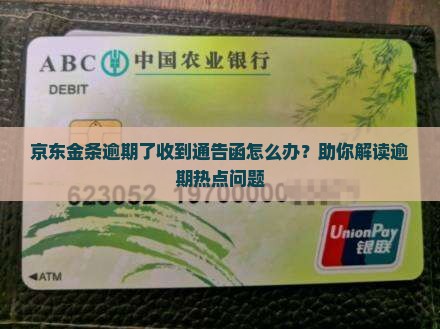 ABC 中国农业银行
DEBIT
京东金条逾期了收到通告函怎么办？助你解读逾
期热点问题
623052 19700000
UnionPay
银联
◄ATM